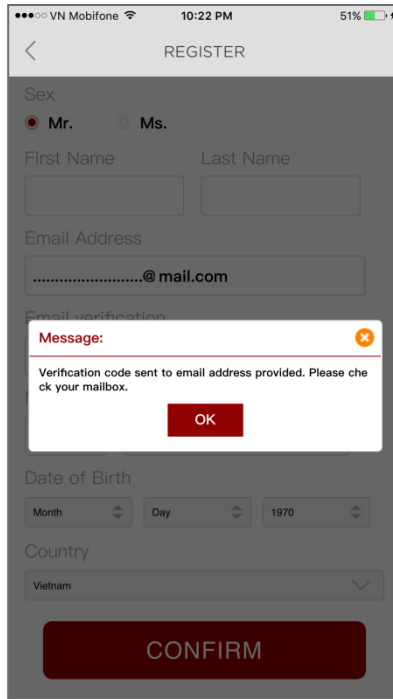 VN Mobifone 10:22 PM 51%
REGISTER
Sex
Mr. Ms.
First Name Last Name
Email Address
.........................@mail.com
Email verification
Message:
Verification code sent to email address provided. Please che
ck your mailbox.
OK
Date of Birth
Month Day 1970
Country
Vietnam
CONFIRM